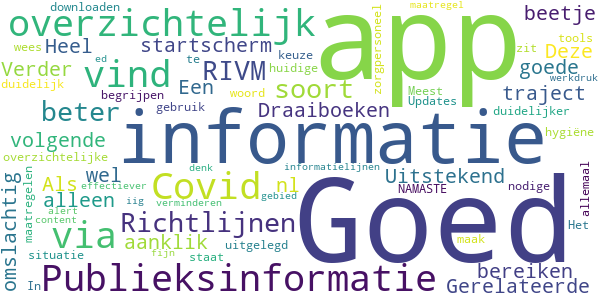 downloaden
overzichtelijk
wees
Heel
startscherm
keuze
ed
te
Verder
vind
RIVM
huidige
duidelijk
begrijpen
Een
gebruik
soort
woord
zorgpersoneel
app
maatregel
beetje
Deze
tools
zit
goede
werkdruk
Meest
Updates
traject
duidelijker
hygiëne
beter
informatie
Draaiboeken
volgende
overzichtelijke
denk
informatielijnen
Als
wel
Covid
nl
Uitstekend
allemaal
effectiever
gebied
NAMASTE
nodige
omslachtig
maatregelen
alleen
iig
verminderen
alert
content
Richtlijnen
Goed
maak
Het
via
aanklik
uitgelegd
situatie
fijn
staat
bereiken
In
Publieksinformatie
Gerelateerde